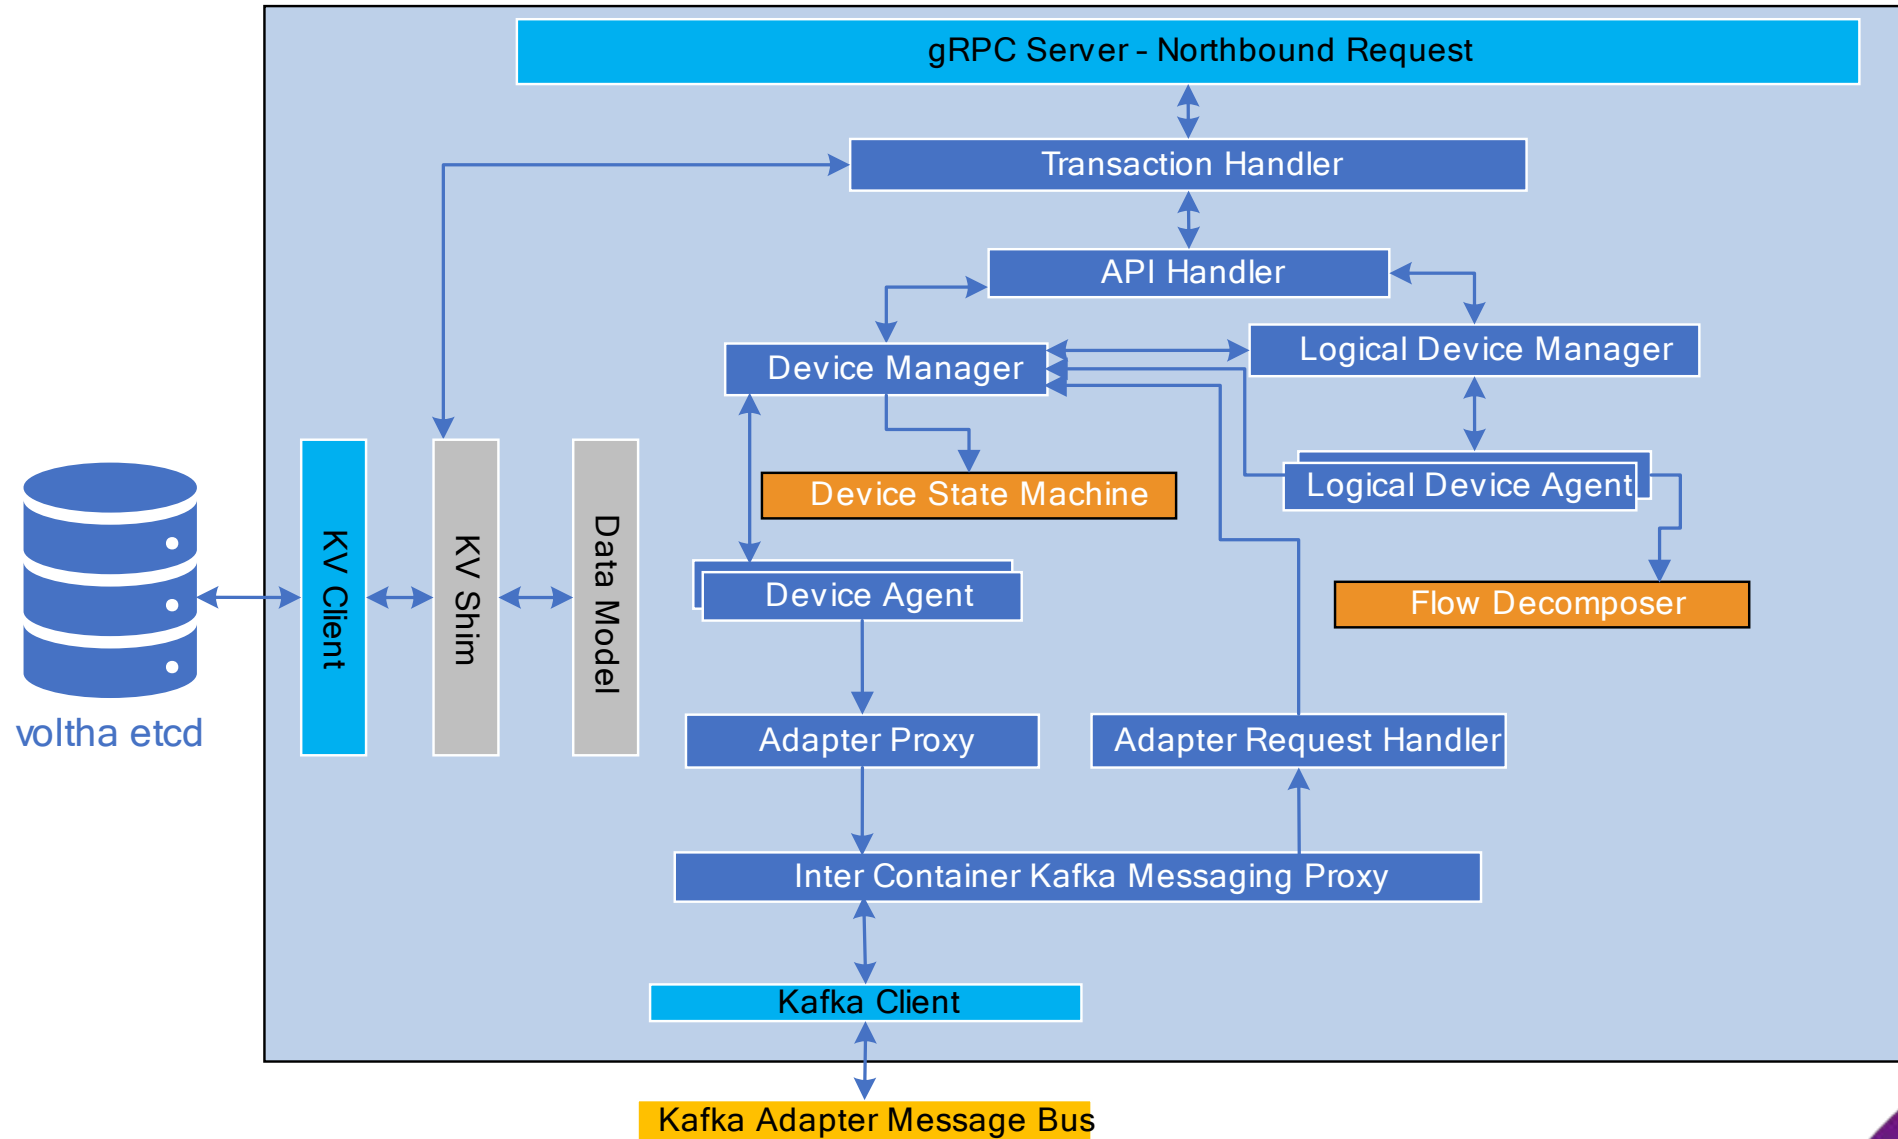 gRPC Server - Northbound Request
Transaction Handler
API Handler
Device Manager
Logical Device Manager
Device State Machine
Logical Device Agent
KV Client
KV Shim
Data Model
Device Agent
Flow Decomposer
voltha etcd
Adapter Proxy
Adapter Request Handler
Inter Container Kafka Messaging Proxy
Kafka Client
Kafka Adapter Message Bus